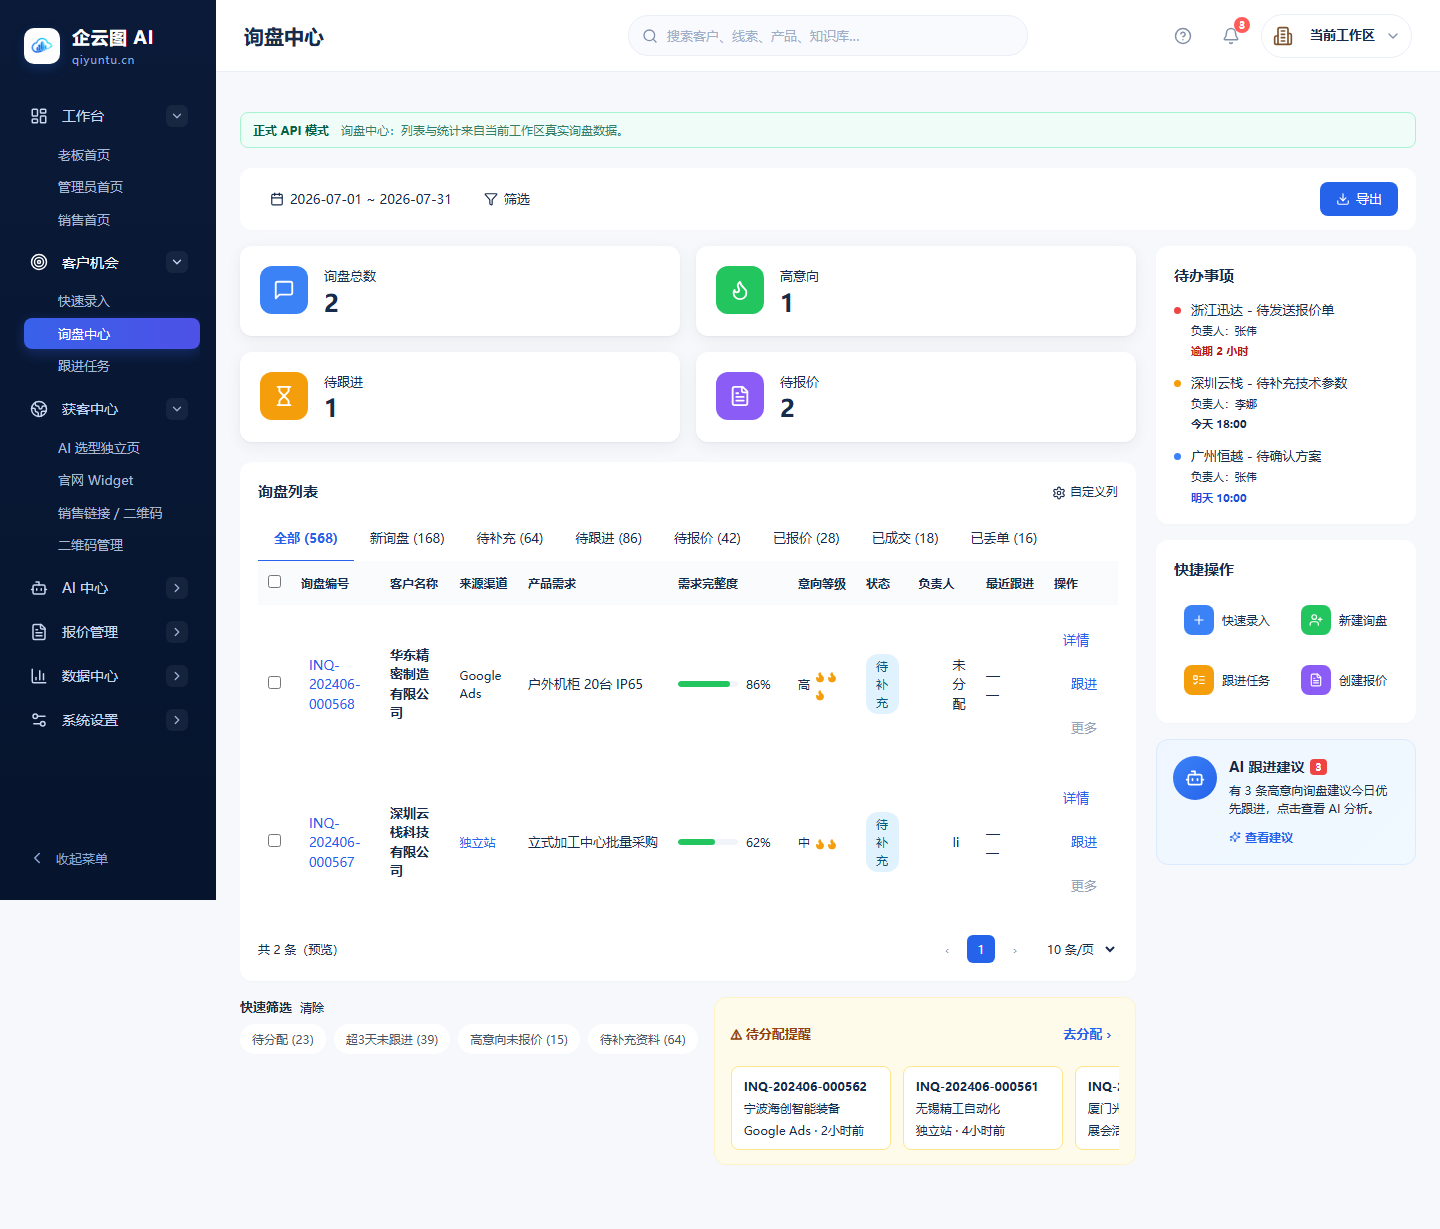 企云图 AI
qiyuntu.cn
工作台
老板首页
管理员首页
销售首页
客户机会
快速录入
询盘中心
跟进任务
获客中心
AI 选型独立页
官网 Widget
销售链接 / 二维码
二维码管理
AI 中心
报价管理
数据中心
系统设置
收起菜单
询盘中心
搜索客户、线索、产品、知识库...
8
当前工作区
正式 API 模式 询盘中心：列表与统计来自当前工作区真实询盘数据。
2026-07-01 ~ 2026-07-31
筛选
导出
询盘总数
2
高意向
1
待跟进
1
待报价
2
询盘列表
自定义列
全部 (568)
新询盘 (168)
待补充 (64)
待跟进 (86)
待报价 (42)
已报价 (28)
已成交 (18)
已丢单 (16)
询盘编号 客户名称 来源渠道 产品需求 需求完整度 意向等级 状态 负责人 最近跟进 操作
INQ-
202406-
000568
华东精
密制造
有限公
司
Google
Ads
户外机柜 20台 IP65
86%
高
待
补
充
未
分
配
—
—
详情
跟进
更多
INQ-
202406-
000567
深圳云
栈科技
有限公
司
独立站
立式加工中心批量采购
62%
中
待
补
充
li
—
—
详情
跟进
更多
共 2 条（预览）
‹
1
›
10 条/页
快速筛选 清除
待分配 (23)
超3天未跟进 (39)
高意向未报价 (15)
待补充资料 (64)
待分配提醒
去分配 ›
INQ-202406-000562
宁波海创智能装备
Google Ads · 2小时前
INQ-202406-000561
无锡精工自动化
独立站 · 4小时前
INQ-2
厦门光
展会
待办事项
浙江迅达 - 待发送报价单
负责人：张伟
逾期 2 小时
深圳云栈 - 待补充技术参数
负责人：李娜
今天 18:00
广州恒越 - 待确认方案
负责人：张伟
明天 10:00
快捷操作
快速录入
新建询盘
跟进任务
创建报价
AI 跟进建议 3
有 3 条高意向询盘建议今日优
先跟进，点击查看 AI 分析。
查看建议